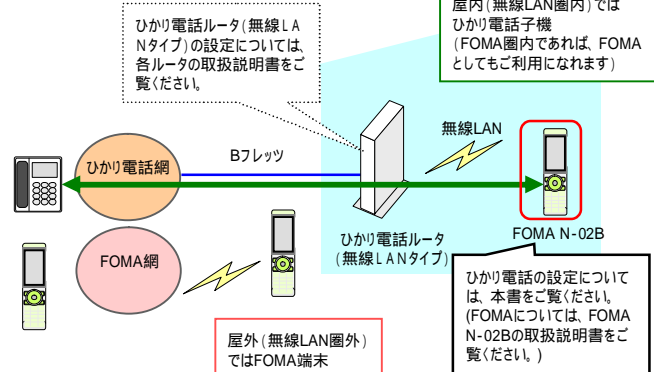 屋内(無線LAN圏内)では
ひかり電話子機
(FOMA圏内であれば、FOMA
としてもご利用になれます)
ひかり電話ルータ(無線LA
Nタイプ)の設定については、
各ルータの取扱説明書をご
覧ください。
無線LAN
Bフレッツ
ひかり電話網
ひかり電話ルータ
(無線LANタイプ)
FOMA N-02B
FOMA網
ひかり電話の設定について
は、本書をご覧ください。
(FOMAについては、FOMA
N-02Bの取扱説明書をご
覧ください。)
屋外(無線LAN圏外)
ではFOMA端末